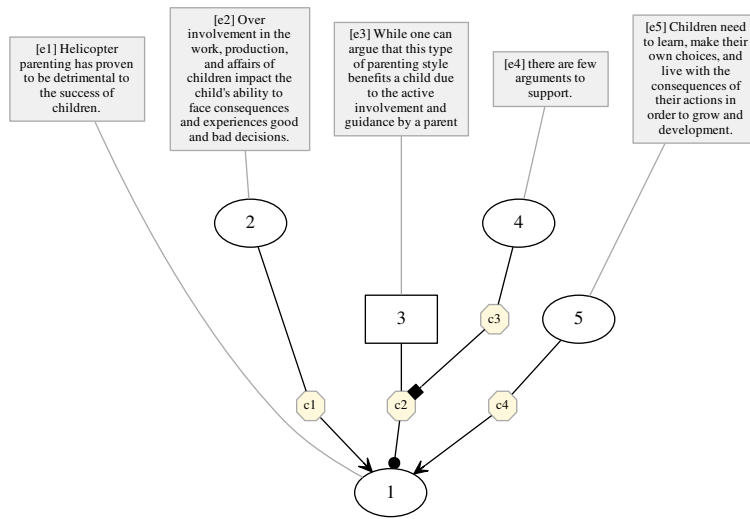 [e1] Helicopter
parenting has proven
to be detrimental to
the success of
children.
[e2] Over
involvement in the
work, production,
and affairs of
children impact the
child's ability to
face consequences
and experiences good
and bad decisions.
[e3] While one can
argue that this type
of parenting style
benefits a child due
to the active
involvement and
guidance by a parent
[e4] there are few
arguments to
support.
[e5] Children need
to learn, make their
own choices, and
live with the
consequences of
their actions in
order to grow and
development.
2
4
3
c3
5
c1
c2
c4
1